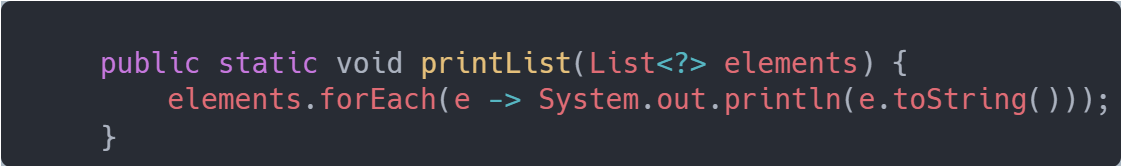 public static void printList(List<?> elements) {
    elements.forEach(e -> System.out.println(e.toString()));
}